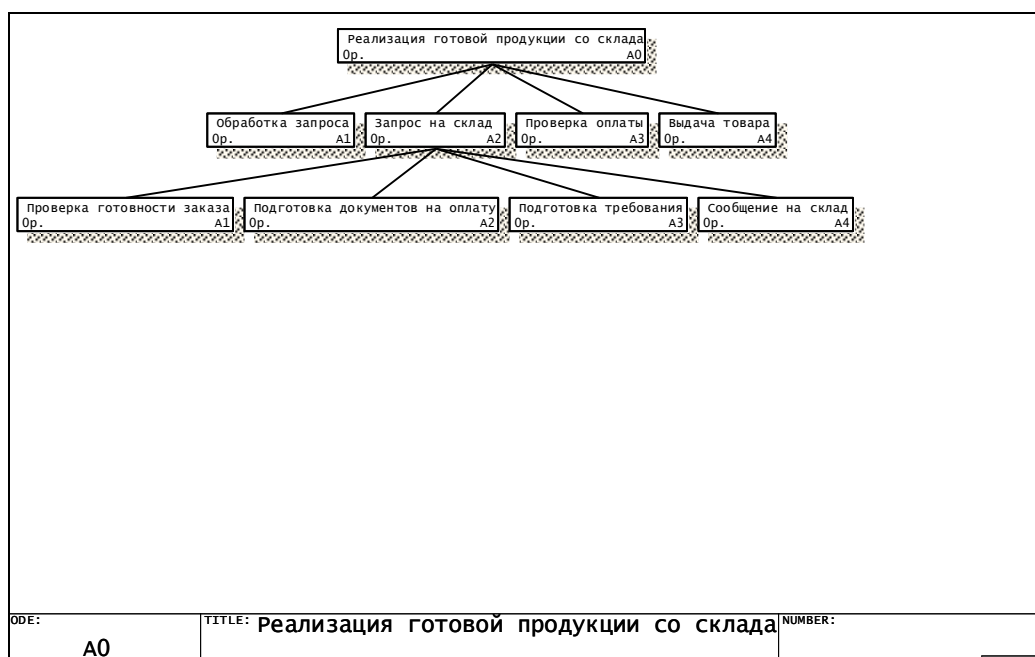 Реализация готовой продукции со склада
0р. A0
Обработка запроса
0р. A1
Запрос на склад
0р. A2
Проверка оплаты
0р. A3
Выдача товара
0р. A4
Проверка готовности заказа
0р. A1
Подготовка документов на оплату
0р. A2
Подготовка требования
0р. A3
Сообщение на склад
0р. A4
ODE: TITLE: Реализация готовой продукции со склада NUMBER:
A0